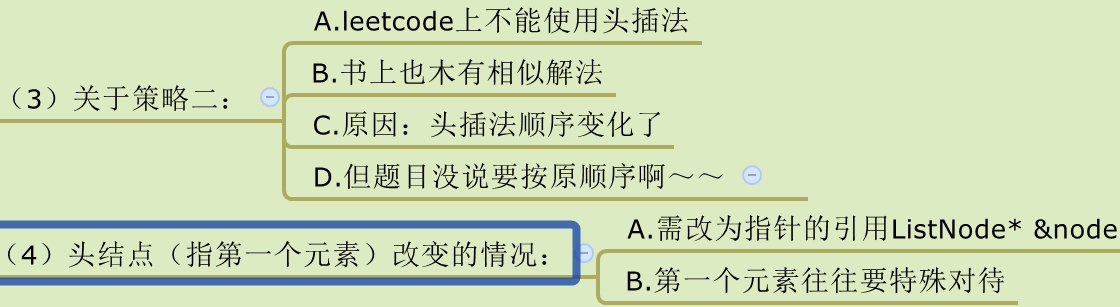 A.leetcode上不能使用头插法
B.书上也木有相似解法
（3）关于策略二：
C.原因：头插法顺序变化了
D.但题目没说要按原顺序啊～～
A.需改为指针的引用ListNode* &node
（4）头结点（指第一个元素）改变的情况：
B.第一个元素往往要特殊对待